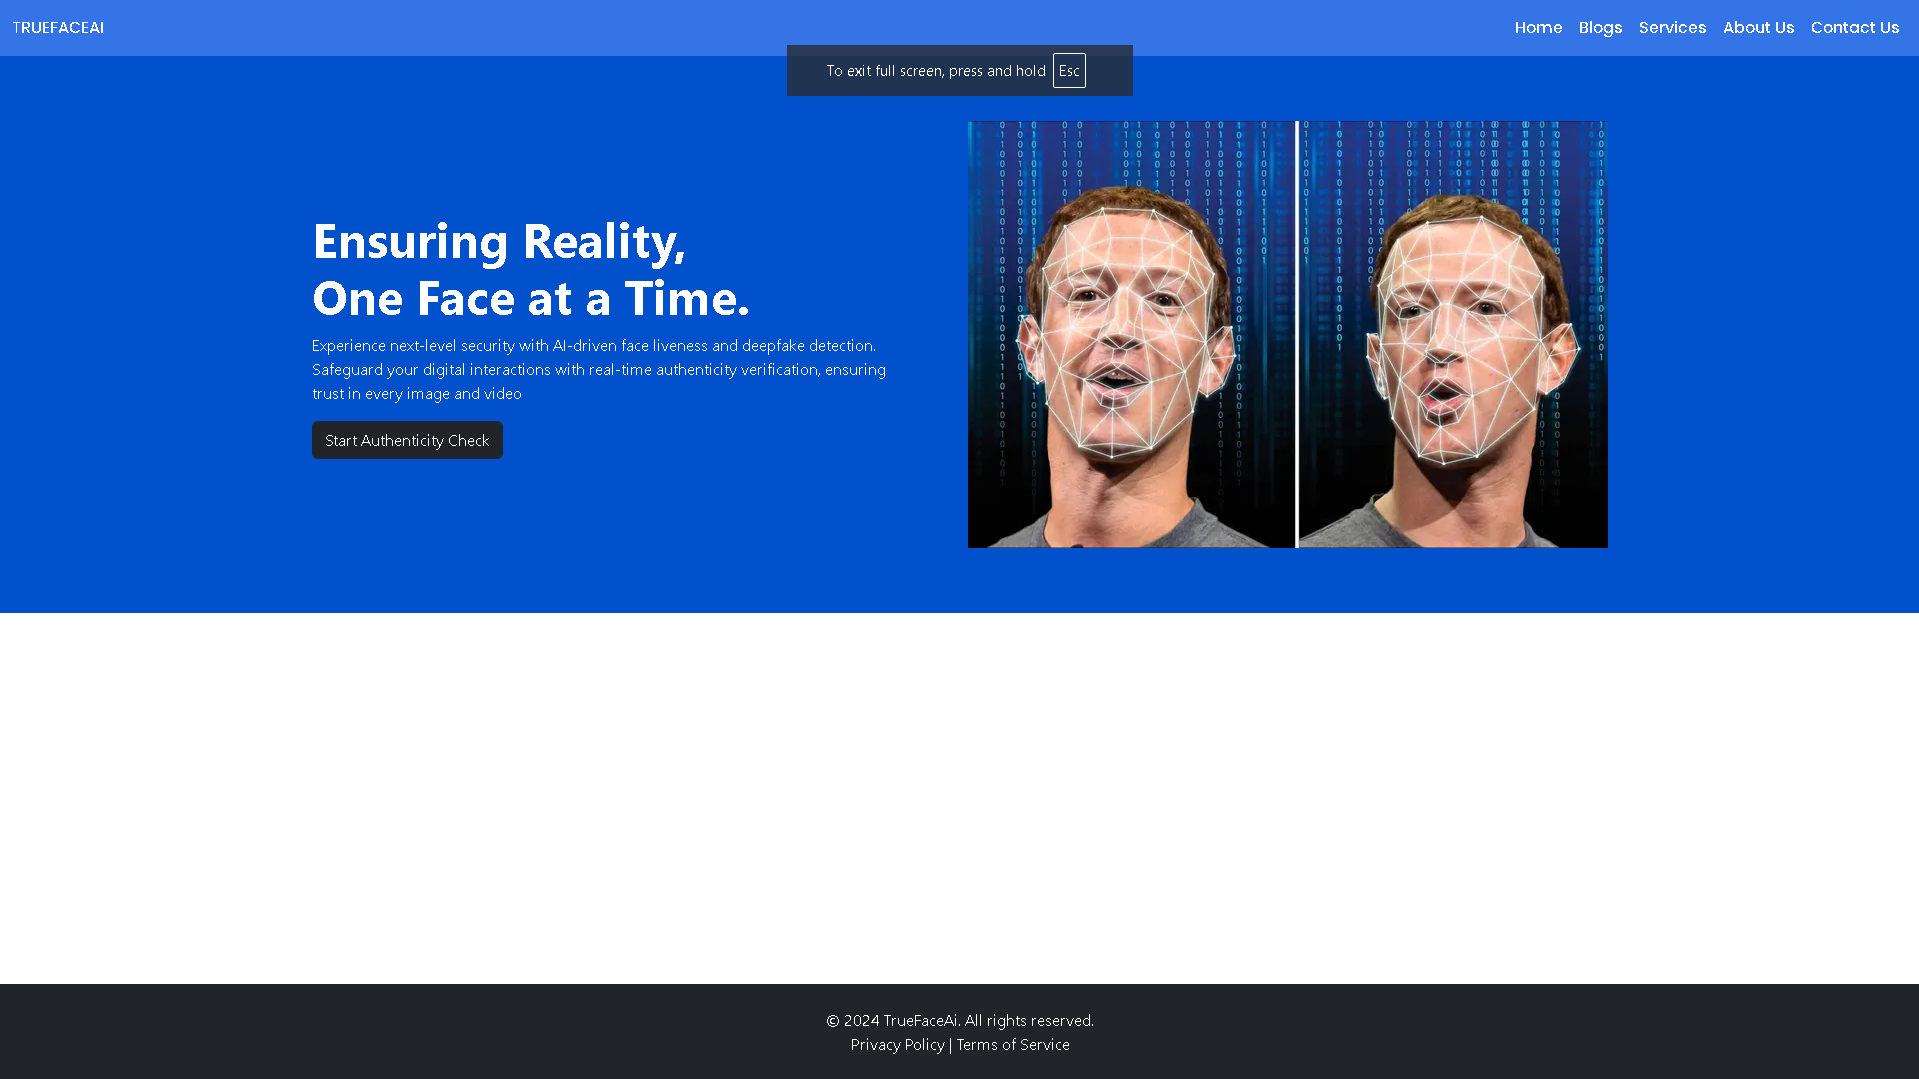 TRUEFACEAI
Home Blogs Services About Us Contact Us
To exit full screen, press and hold Esc
Ensuring Reality,
One Face at a Time.
Experience next-level security with AI-driven face liveness and deepfake detection.
Safeguard your digital interactions with real-time authenticity verification, ensuring
trust in every image and video
Start Authenticity Check
© 2024 TrueFaceAi. All rights reserved.
Privacy Policy | Terms of Service